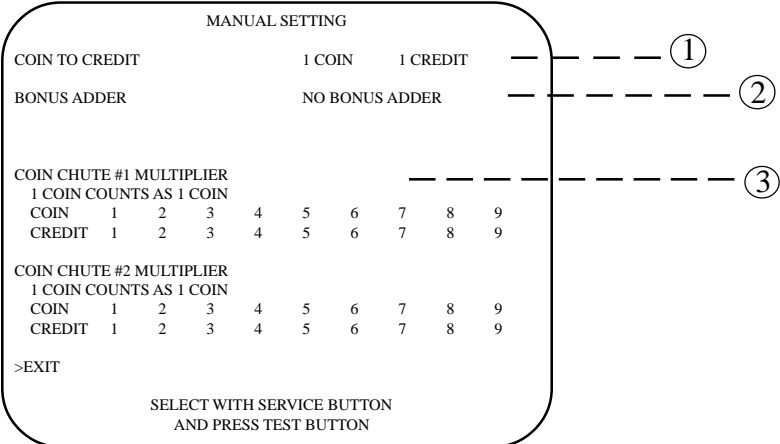 MANUAL SETTING
COIN TO CREDIT 1 COIN 1 CREDIT ①
BONUS ADDER NO BONUS ADDER ②
COIN CHUTE #1 MULTIPLIER ③
1 COIN COUNTS AS 1 COIN
COIN 1 2 3 4 5 6 7 8 9
CREDIT 1 2 3 4 5 6 7 8 9
COIN CHUTE #2 MULTIPLIER
1 COIN COUNTS AS 1 COIN
COIN 1 2 3 4 5 6 7 8 9
CREDIT 1 2 3 4 5 6 7 8 9
>EXIT
SELECT WITH SERVICE BUTTON
AND PRESS TEST BUTTON